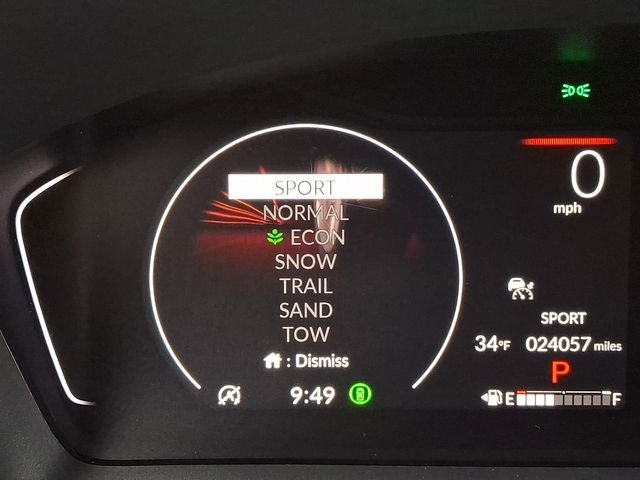 SPORT
NORMAL
ECON
SNOW
TRAIL
SAND
TOW
: Dismiss
9:49
0
mph
SPORT
34°F 024057 miles
P
E F